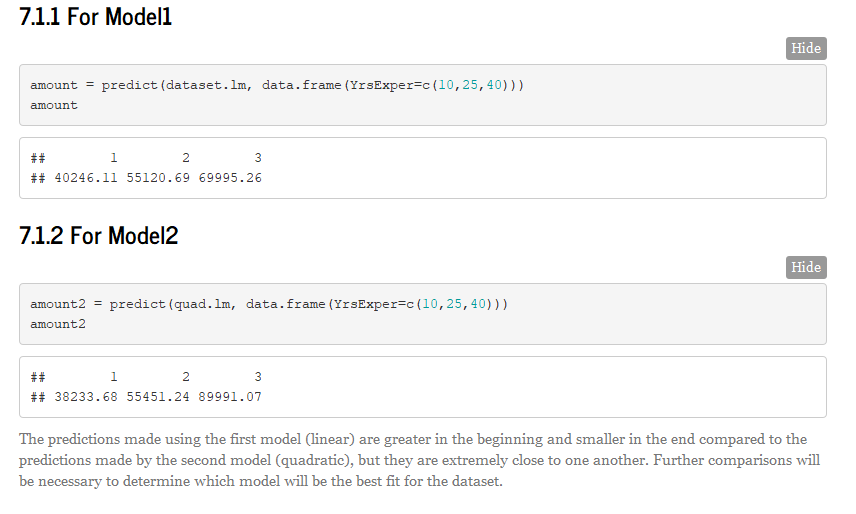 7.1.1 For Model1
Hide
amount = predict(dataset.lm, data.frame(YrsExper=c(10,25,40)))
amount
##        1        2        3
## 40246.11 55120.69 69995.26
7.1.2 For Model2
Hide
amount2 = predict(quad.lm, data.frame(YrsExper=c(10,25,40)))
amount2
##        1        2        3
## 38233.68 55451.24 89991.07
The predictions made using the first model (linear) are greater in the beginning and smaller in the end compared to the
predictions made by the second model (quadratic), but they are extremely close to one another. Further comparisons will
be necessary to determine which model will be the best fit for the dataset.